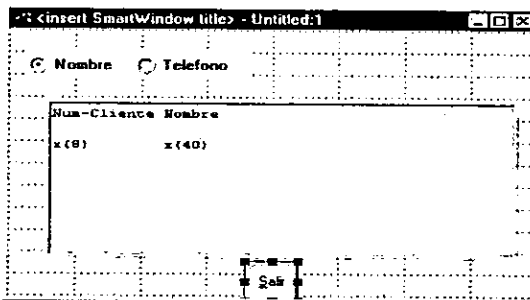 <insert SmartWindow title> - Untitled:1
Nombre Telefono
Num-Cliente Nombre
x(8) x(40)
Salir